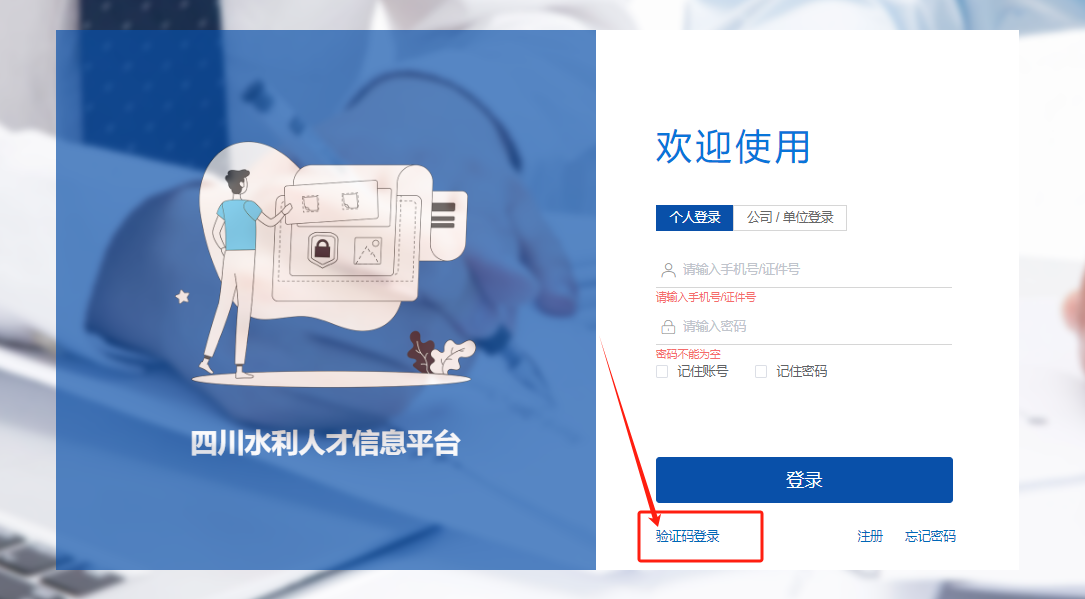 四川水利人才信息平台
欢迎使用
个人登录 公司 / 单位登录
请输入手机号/证件号
请输入手机号/证件号
请输入密码
密码不能为空
记住账号 记住密码
登录
验证码登录 注册 忘记密码